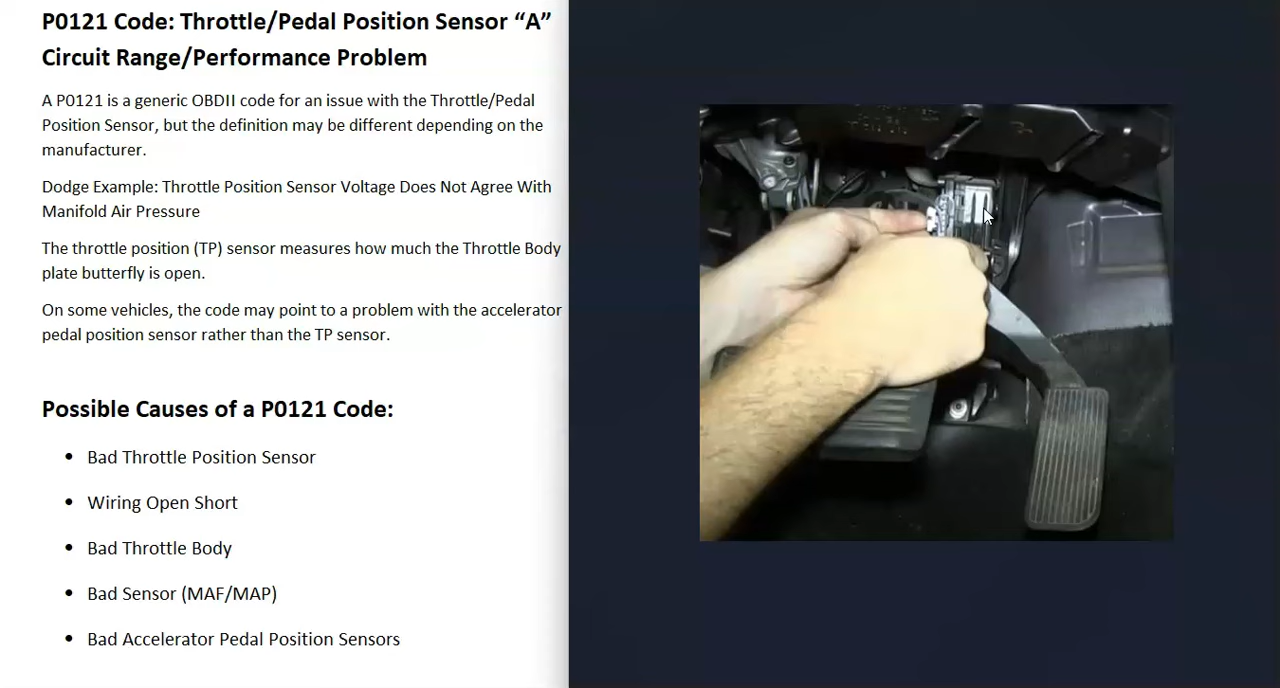 P0121 Code: Throttle/Pedal Position Sensor “A”
Circuit Range/Performance Problem
A P0121 is a generic OBDII code for an issue with the Throttle/Pedal
Position Sensor, but the definition may be different depending on the
manufacturer.
Dodge Example: Throttle Position Sensor Voltage Does Not Agree With
Manifold Air Pressure
The throttle position (TP) sensor measures how much the Throttle Body
plate butterfly is open.
On some vehicles, the code may point to a problem with the accelerator
pedal position sensor rather than the TP sensor.
Possible Causes of a P0121 Code:
• Bad Throttle Position Sensor
• Wiring Open Short
• Bad Throttle Body
• Bad Sensor (MAF/MAP)
• Bad Accelerator Pedal Position Sensors